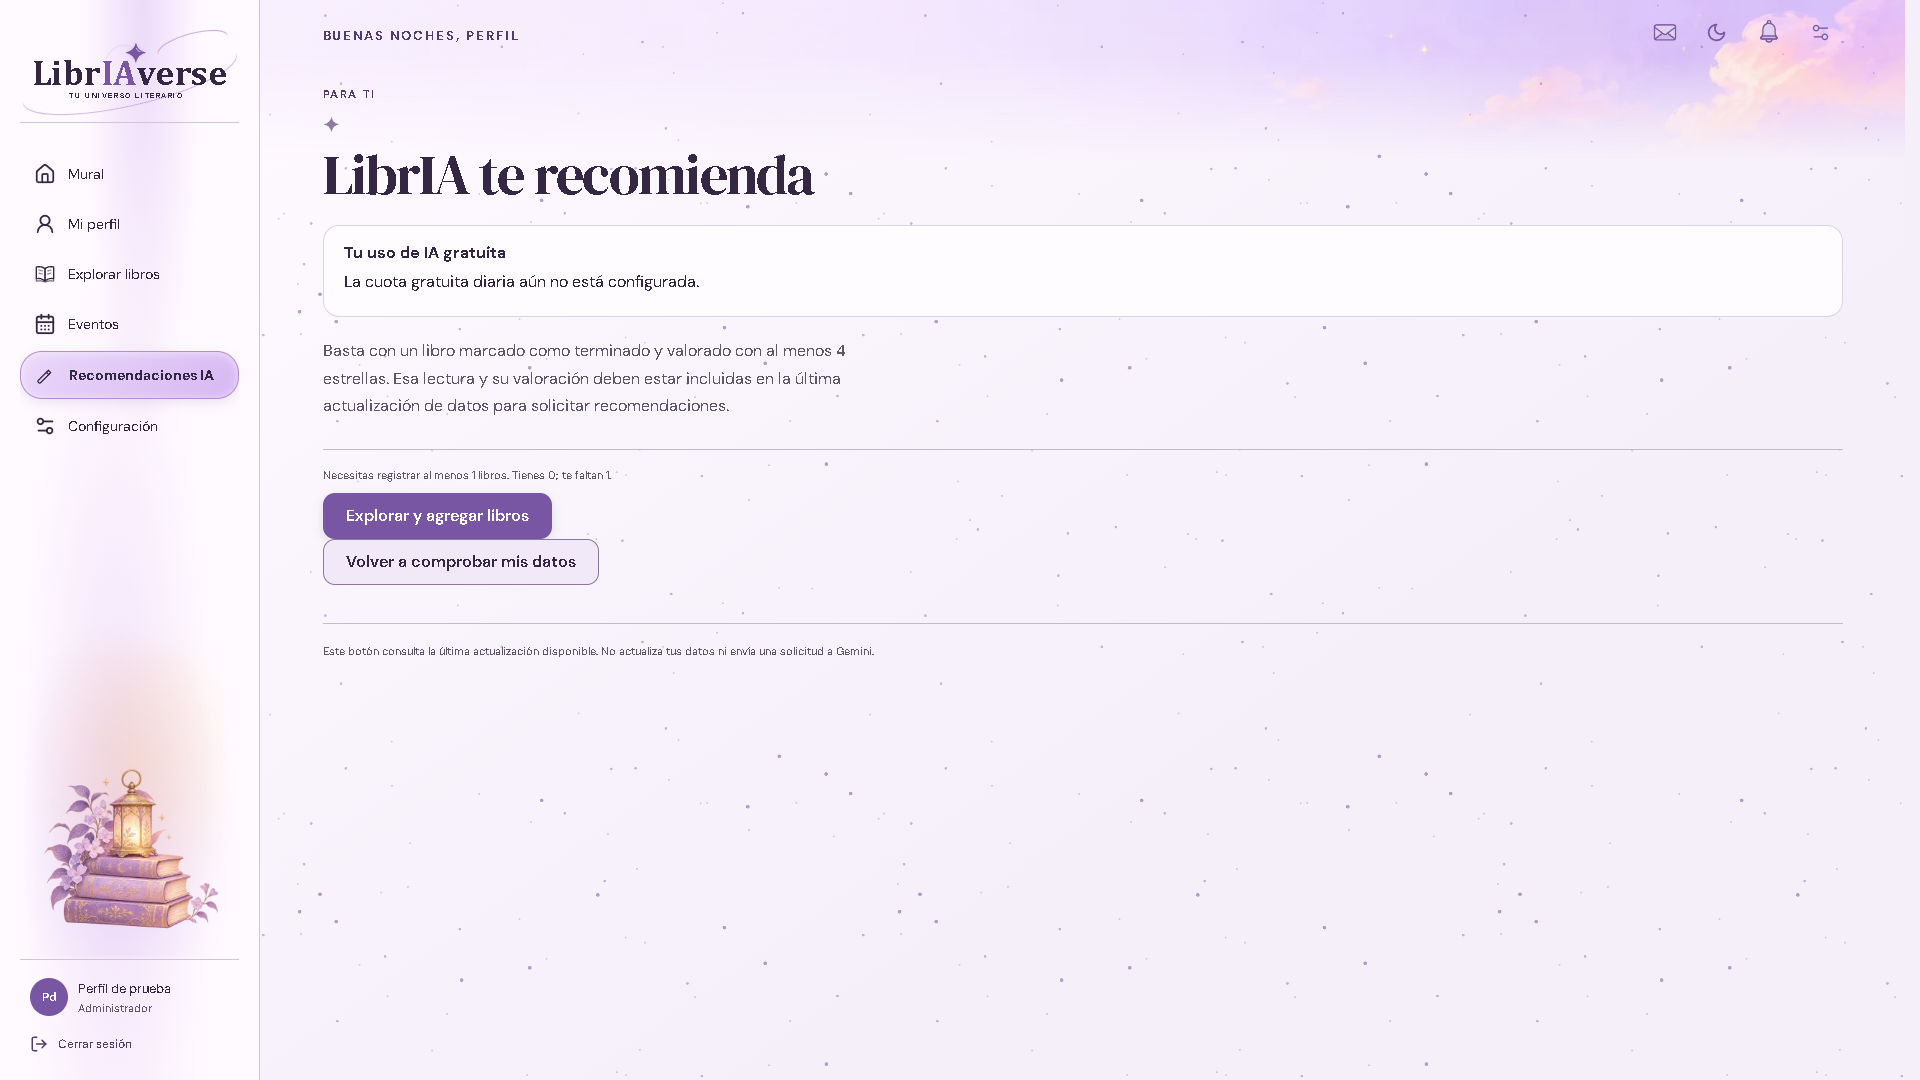 LibrIAverse
TU UNIVERSO LITERARIO
Mural
Mi perfil
Explorar libros
Eventos
Recomendaciones IA
Configuración
Pd
Perfil de prueba
Administrador
Cerrar sesión
BUENAS NOCHES, PERFIL
PARA TI
LibrIA te recomienda
Tu uso de IA gratuita
La cuota gratuita diaria aún no está configurada.
Basta con un libro marcado como terminado y valorado con al menos 4
estrellas. Esa lectura y su valoración deben estar incluidas en la última
actualización de datos para solicitar recomendaciones.
Necesitas registrar al menos 1 libros. Tienes 0; te faltan 1.
Explorar y agregar libros
Volver a comprobar mis datos
Este botón consulta la última actualización disponible. No actualiza tus datos ni envía una solicitud a Gemini.